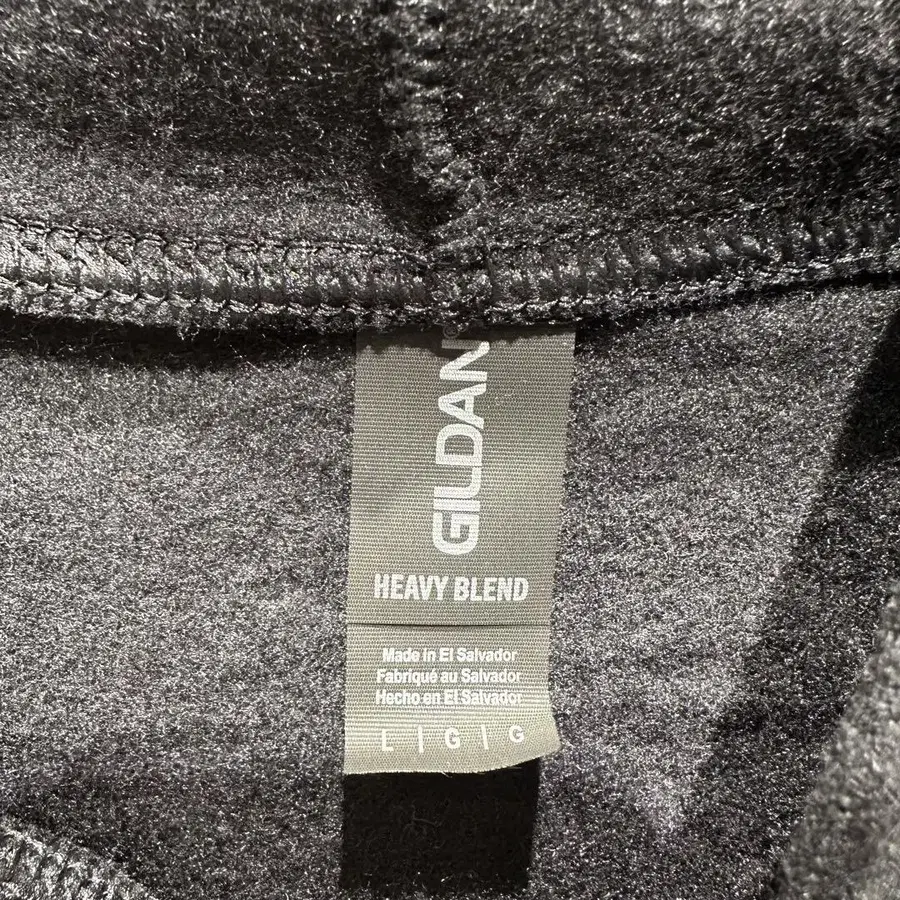 GILDAN®
HEAVY BLEND
Made in El Salvador
Fabriqué au Salvador
Hecho en El Salvador
L | G | G